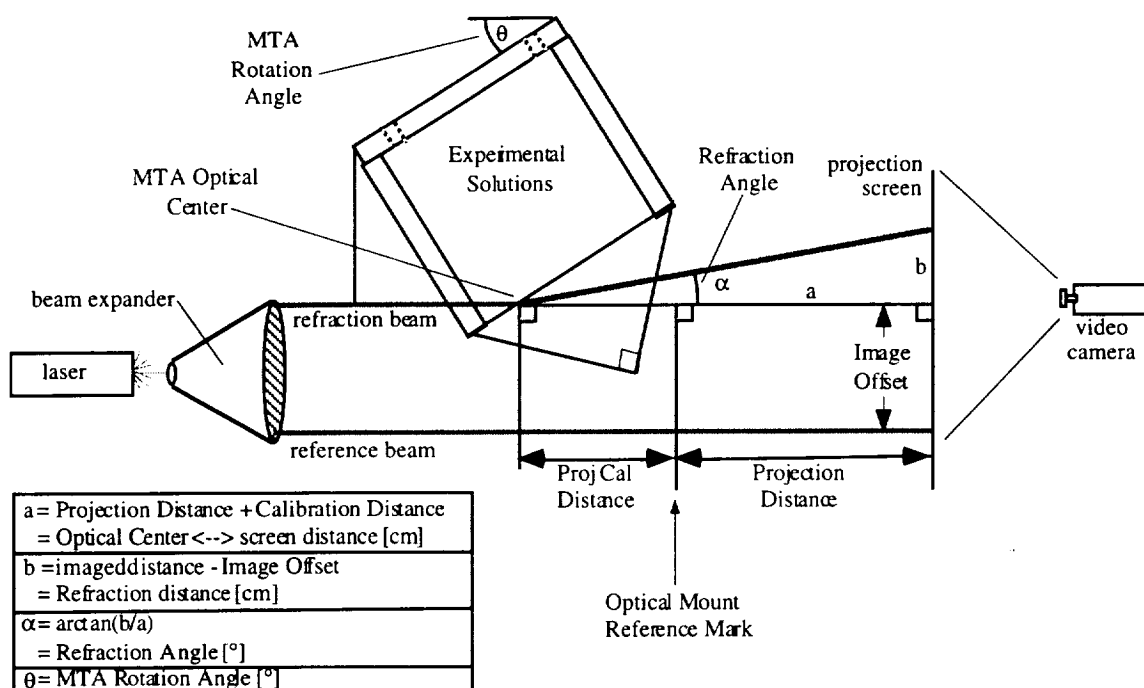 MTA
Rotation
Angle
θ
Experimental
Solutions
Refraction
Angle
projection
screen
MTA Optical
Center
beam expander
refraction beam
α
a
b
laser
Image
Offset
video
camera
reference beam
Proj Cal
Distance
Projection
Distance
Optical Mount
Reference Mark
a = Projection Distance + Calibration Distance
= Optical Center <--> screen distance [cm]
b = imageddistance - Image Offset
= Refraction distance [cm]
α = arctan(b/a)
= Refraction Angle [°]
θ = MTA Rotation Angle [°]